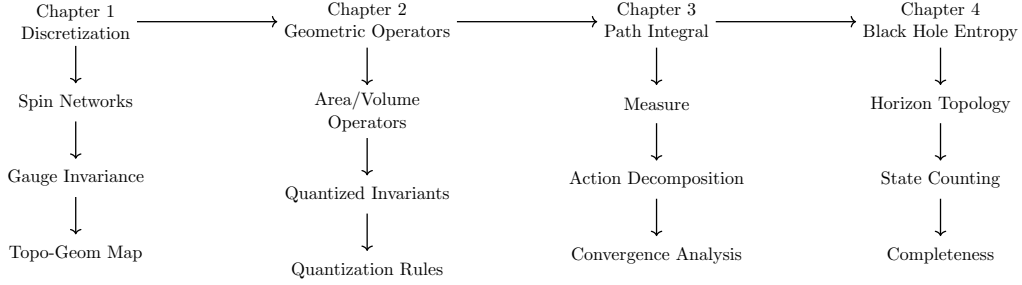 Chapter 1
Discretization
Spin Networks
Gauge Invariance
Topo-Geom Map
Chapter 2
Geometric Operators
Area/Volume
Operators
Quantized Invariants
Quantization Rules
Chapter 3
Path Integral
Measure
Action Decomposition
Convergence Analysis
Chapter 4
Black Hole Entropy
Horizon Topology
State Counting
Completeness